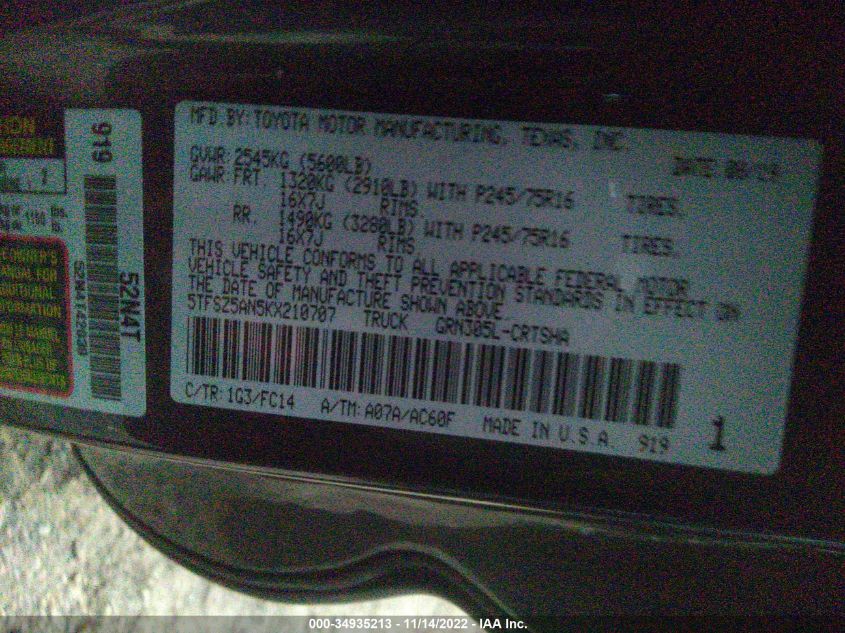 MFD.BY:TOYOTA MOTOR MANUFACTURING, TEXAS, INC.
DATE 08/19
GVWR:2545KG (5600LB)
GAWR:FRT. 1320KG (2910LB) WITH P245/75R16 TIRES.
16X7J RIMS.
RR. 1490KG (3280LB) WITH P245/75R16 TIRES.
16X7J RIMS.
THIS VEHICLE CONFORMS TO ALL APPLICABLE FEDERAL MOTOR
VEHICLE SAFETY AND THEFT PREVENTION STANDARDS IN EFFECT ON
THE DATE OF MANUFACTURE SHOWN ABOVE.
5TFSZ5AN5KX210707 TRUCK GRN305L-CRTSHA
C/TR:1G3/FC14 A/TM:A07A/AC60F MADE IN U.S.A. 919
1
919
52N4T
000-34935213 - 11/14/2022 - IAA Inc.